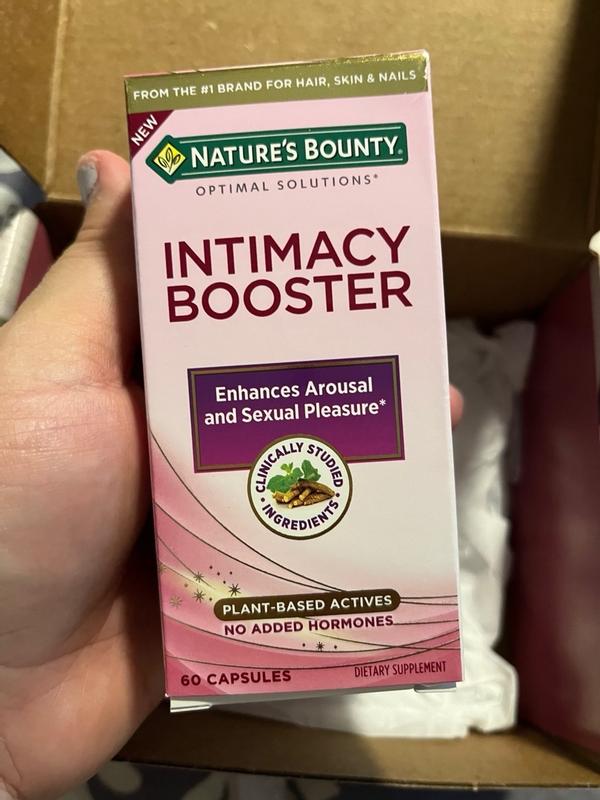 FROM THE #1 BRAND FOR HAIR, SKIN & NAILS
NEW
NATURE'S BOUNTY®
OPTIMAL SOLUTIONS®
INTIMACY
BOOSTER
Enhances Arousal
and Sexual Pleasure*
CLINICALLY STUDIED
• INGREDIENTS •
PLANT-BASED ACTIVES
NO ADDED HORMONES
60 CAPSULES
DIETARY SUPPLEMENT